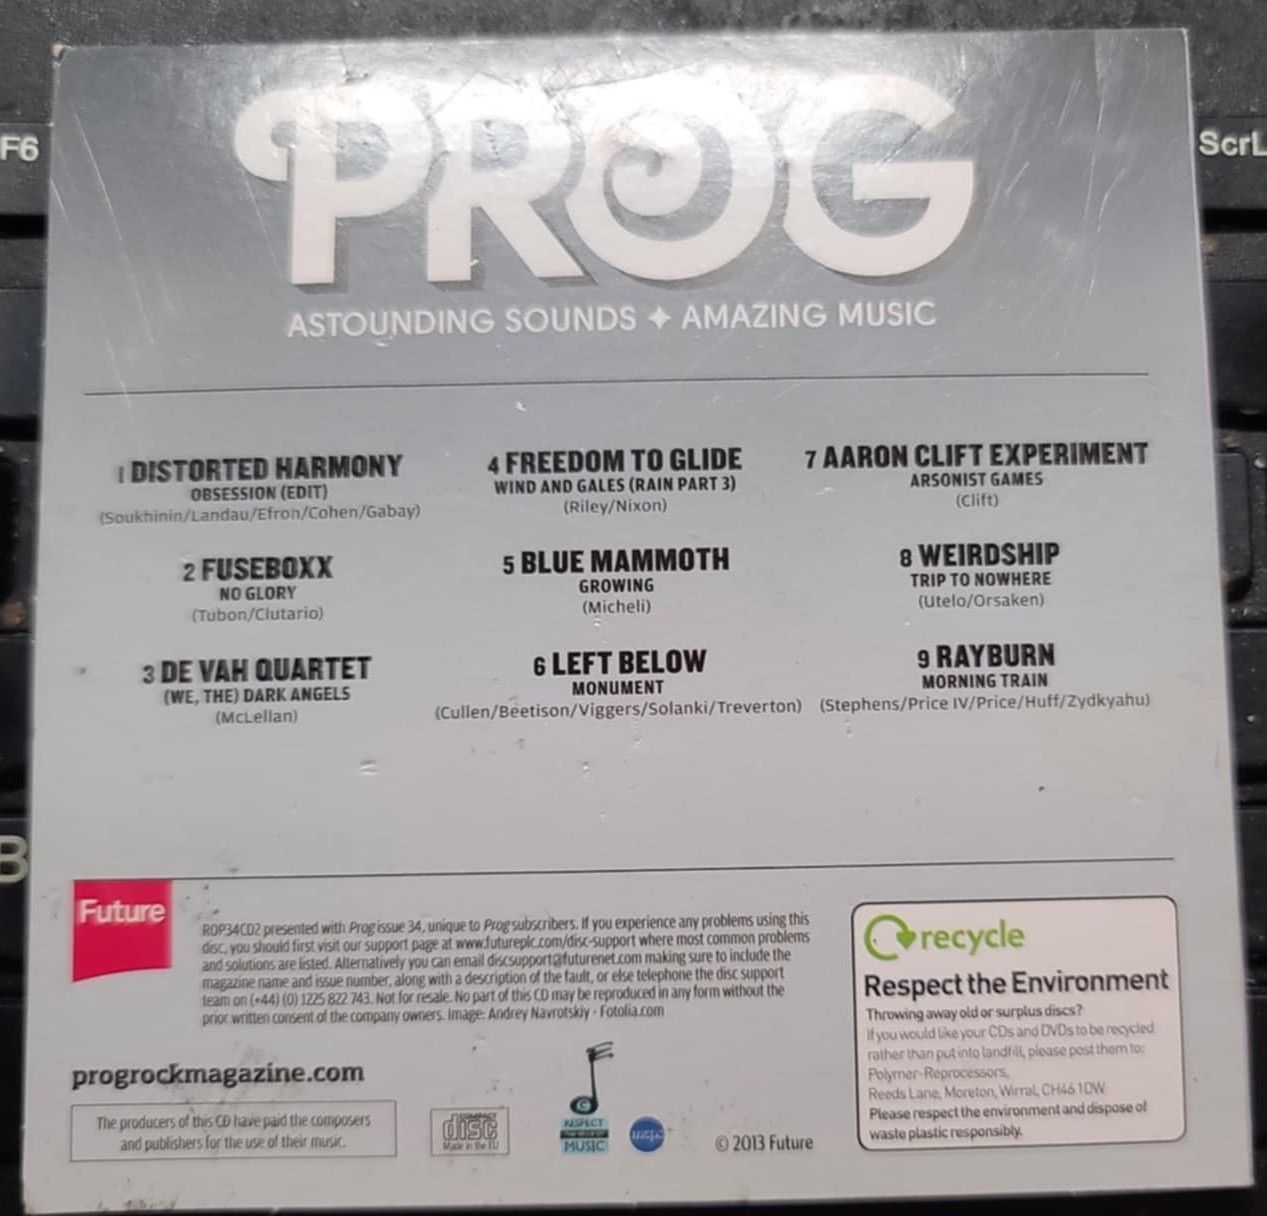 F6
ScrL
B
PROG
ASTOUNDING SOUNDS ✦ AMAZING MUSIC
1 DISTORTED HARMONY
OBSESSION (EDIT)
(Soukhinin/Landau/Efron/Cohen/Gabay)
2 FUSEBOXX
NO GLORY
(Tubon/Clutario)
3 DE VAH QUARTET
(WE, THE) DARK ANGELS
(McLellan)
4 FREEDOM TO GLIDE
WIND AND GALES (RAIN PART 3)
(Riley/Nixon)
5 BLUE MAMMOTH
GROWING
(Micheli)
6 LEFT BELOW
MONUMENT
(Cullen/Beetison/Viggers/Solanki/Treverton)
7 AARON CLIFT EXPERIMENT
ARSONIST GAMES
(Clift)
8 WEIRDSHIP
TRIP TO NOWHERE
(Utelo/Orsaken)
9 RAYBURN
MORNING TRAIN
(Stephens/Price IV/Price/Huff/Zydkyahu)
Future
ROP34CD2 presented with Prog issue 34, unique to Prog subscribers. If you experience any problems using this
disc, you should first visit our support page at www.futureplc.com/disc-support where most common problems
and solutions are listed. Alternatively you can email discsupport@futurenet.com making sure to include the
magazine name and issue number, along with a description of the fault, or else telephone the disc support
team on (+44) (0) 1225 822 743. Not for resale. No part of this CD may be reproduced in any form without the
prior written consent of the company owners. Image: Andrey Navrotskiy - Fotolia.com
progrockmagazine.com
The producers of this CD have paid the composers
and publishers for the use of their music.
COMPACT
disc
Made in the EU
RESPECT
MUSIC
© 2013 Future
recycle
Respect the Environment
Throwing away old or surplus discs?
If you would like your CDs and DVDs to be recycled
rather than put into landfill, please post them to:
Polymer-Reprocessors,
Reeds Lane, Moreton, Wirral, CH46 1DW
Please respect the environment and dispose of
waste plastic responsibly.